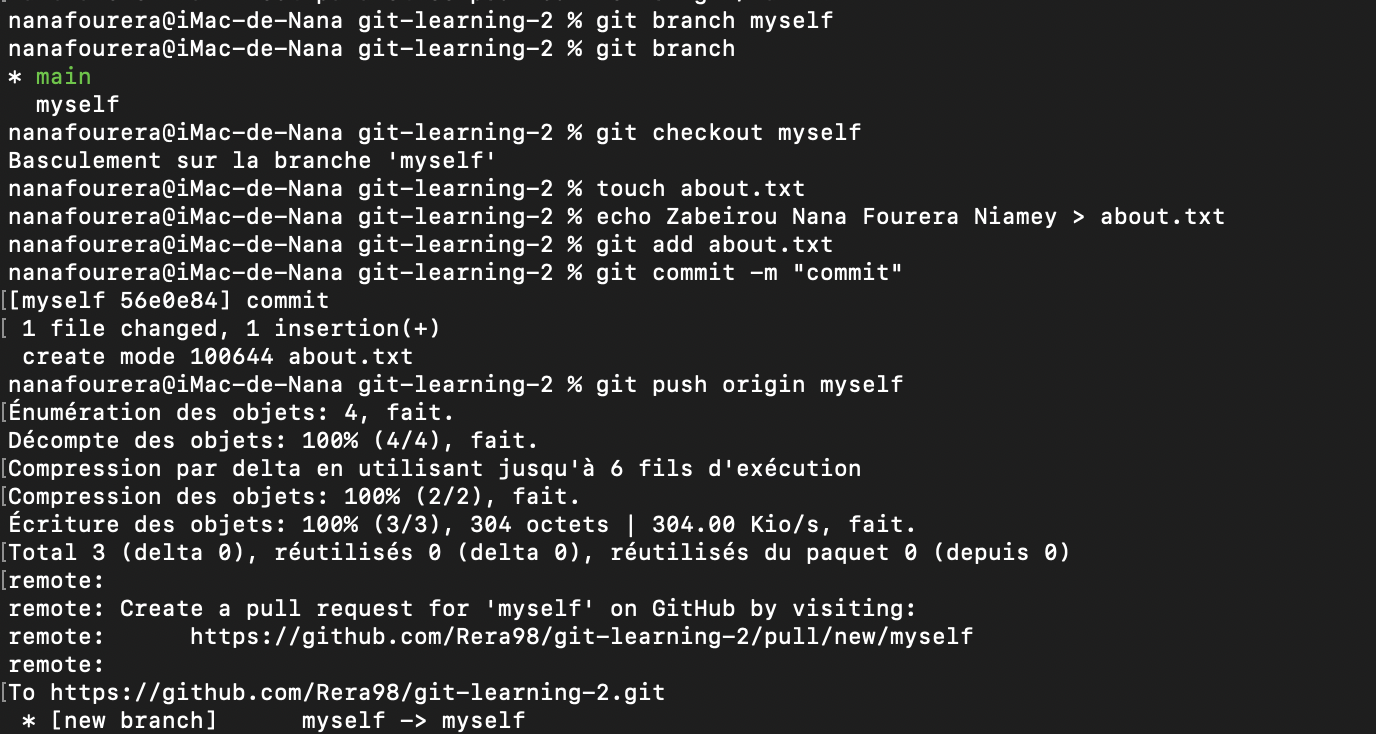 nanafourera@iMac-de-Nana git-learning-2 % git branch myself
nanafourera@iMac-de-Nana git-learning-2 % git branch
* main
  myself
nanafourera@iMac-de-Nana git-learning-2 % git checkout myself
Basculement sur la branche 'myself'
nanafourera@iMac-de-Nana git-learning-2 % touch about.txt
nanafourera@iMac-de-Nana git-learning-2 % echo Zabeirou Nana Fourera Niamey > about.txt
nanafourera@iMac-de-Nana git-learning-2 % git add about.txt
nanafourera@iMac-de-Nana git-learning-2 % git commit -m "commit"
[[myself 56e0e84] commit
[ 1 file changed, 1 insertion(+)
 create mode 100644 about.txt
nanafourera@iMac-de-Nana git-learning-2 % git push origin myself
[Énumération des objets: 4, fait.
Décompte des objets: 100% (4/4), fait.
[Compression par delta en utilisant jusqu'à 6 fils d'exécution
[Compression des objets: 100% (2/2), fait.
Écriture des objets: 100% (3/3), 304 octets | 304.00 Kio/s, fait.
[Total 3 (delta 0), réutilisés 0 (delta 0), réutilisés du paquet 0 (depuis 0)
[remote:
remote: Create a pull request for 'myself' on GitHub by visiting:
remote:      https://github.com/Rera98/git-learning-2/pull/new/myself
remote:
[To https://github.com/Rera98/git-learning-2.git
 * [new branch]      myself -> myself